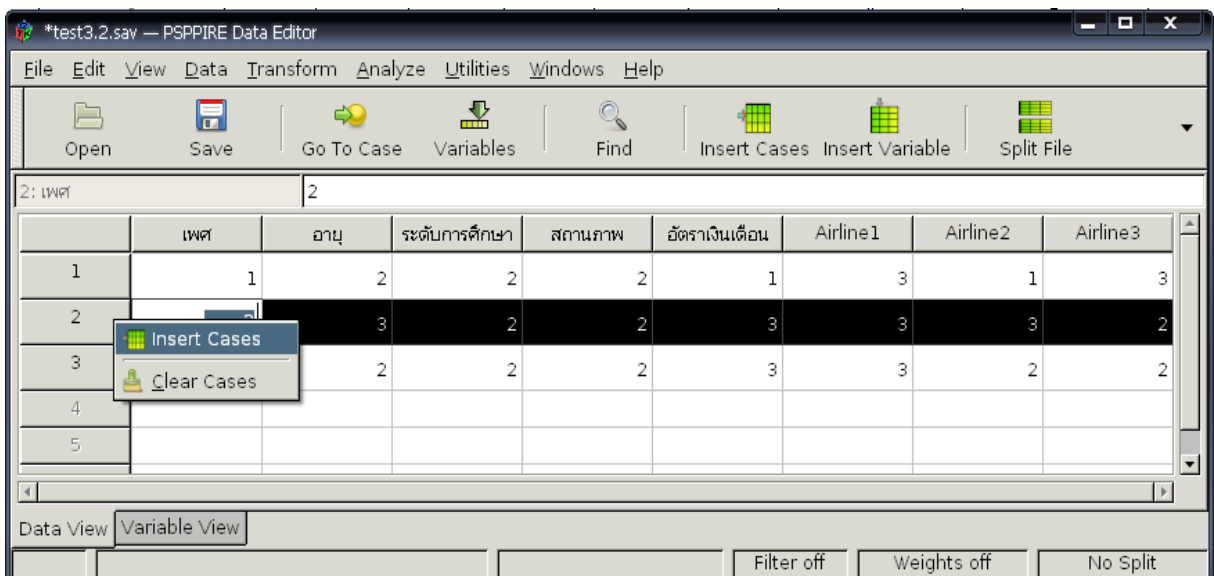 *test3.2.sav — PSPPIRE Data Editor
File Edit View Data Transform Analyze Utilities Windows Help
Open Save Go To Case Variables Find Insert Cases Insert Variable Split File
2: เพศ 2
เพศ อายุ ระดับการศึกษา สถานภาพ อัตราเงินเดือน Airline1 Airline2 Airline3
1 1 2 2 2 1 3 1 3
2 2 3 2 2 3 3 3 2
Insert Cases
3 2 2 2 3 3 2 2
Clear Cases
4
5
Data View Variable View
Filter off Weights off No Split